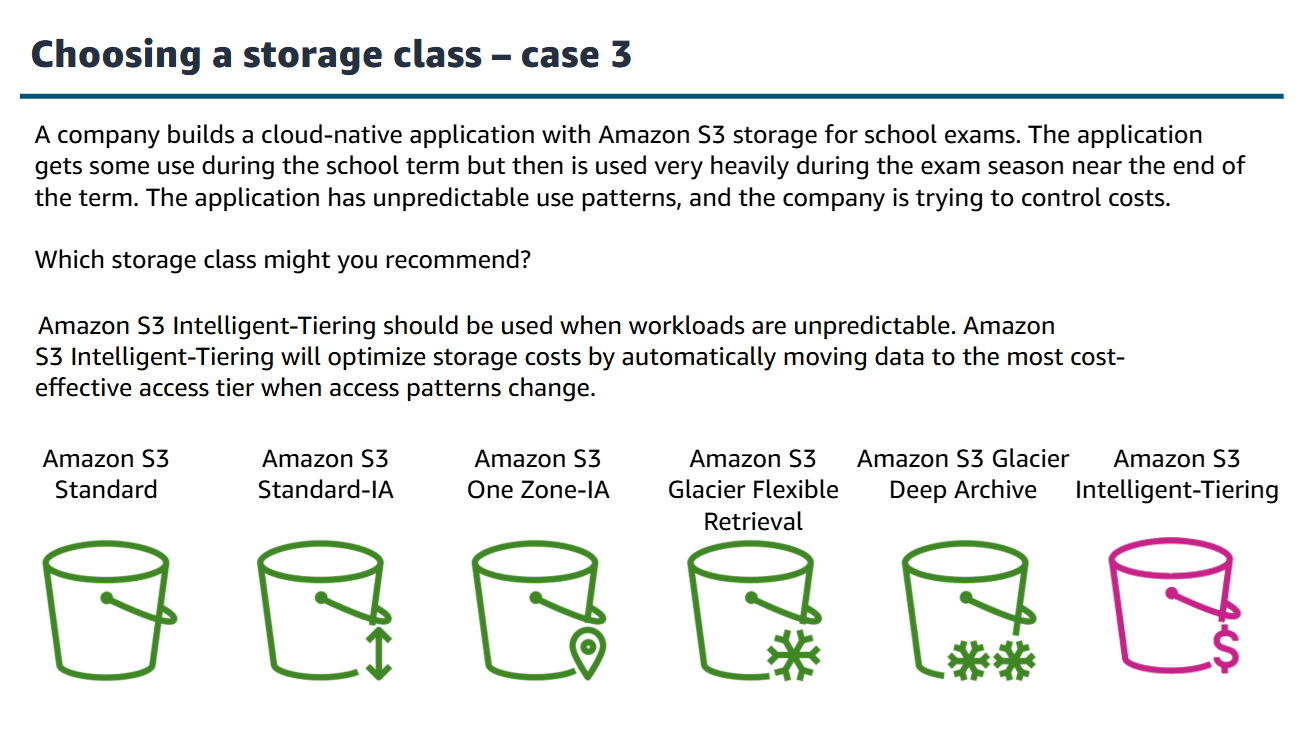 Choosing a storage class – case 3
A company builds a cloud-native application with Amazon S3 storage for school exams. The application
gets some use during the school term but then is used very heavily during the exam season near the end of
the term. The application has unpredictable use patterns, and the company is trying to control costs.
Which storage class might you recommend?
Amazon S3 Intelligent-Tiering should be used when workloads are unpredictable. Amazon
S3 Intelligent-Tiering will optimize storage costs by automatically moving data to the most cost-
effective access tier when access patterns change.
Amazon S3
Standard
Amazon S3
Standard-IA
Amazon S3
One Zone-IA
Amazon S3
Glacier Flexible
Retrieval
Amazon S3 Glacier
Deep Archive
Amazon S3
Intelligent-Tiering
$